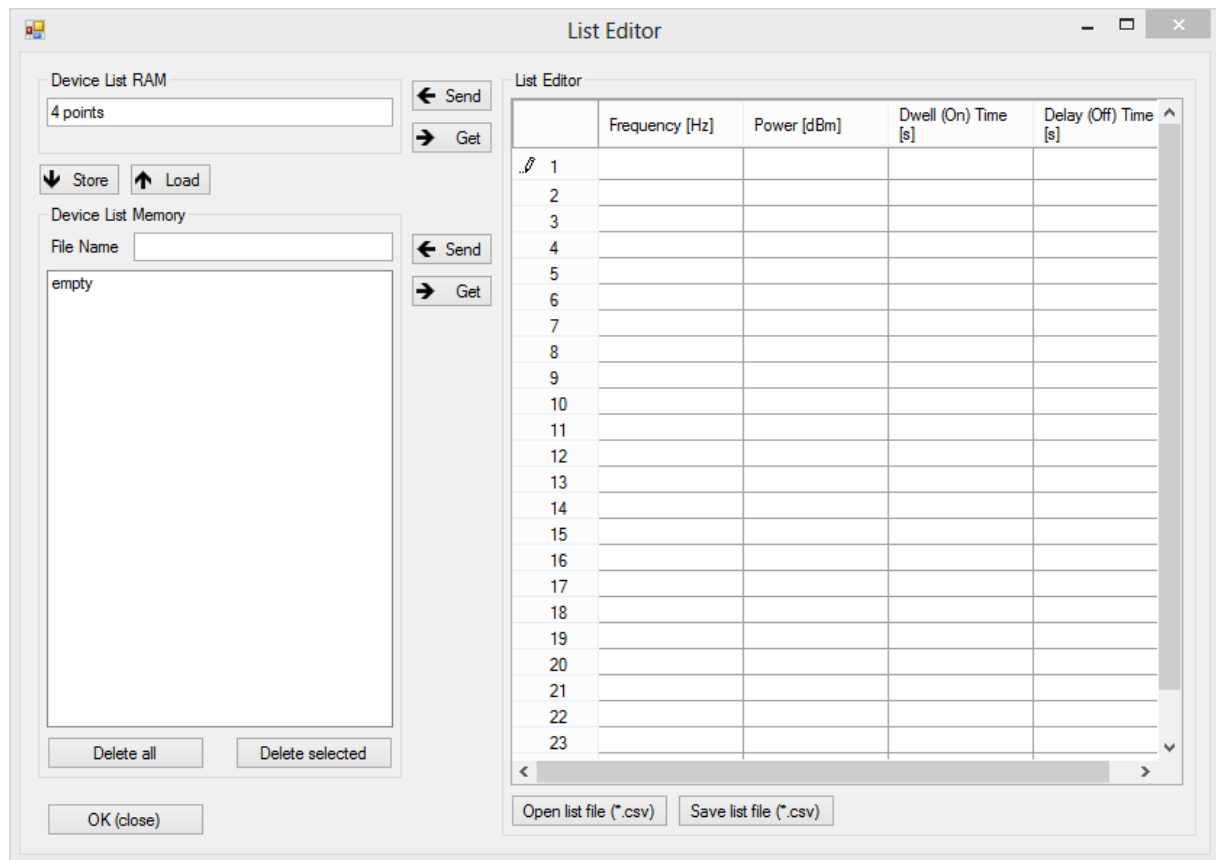 List Editor
Device List RAM
4 points
Send
Get
Store
Load
Device List Memory
File Name
Send
Get
empty
Delete all
Delete selected
OK (close)
List Editor
Frequency [Hz]
Power [dBm]
Dwell (On) Time
[s]
Delay (Off) Time
[s]
1
2
3
4
5
6
7
8
9
10
11
12
13
14
15
16
17
18
19
20
21
22
23
Open list file (*.csv)
Save list file (*.csv)